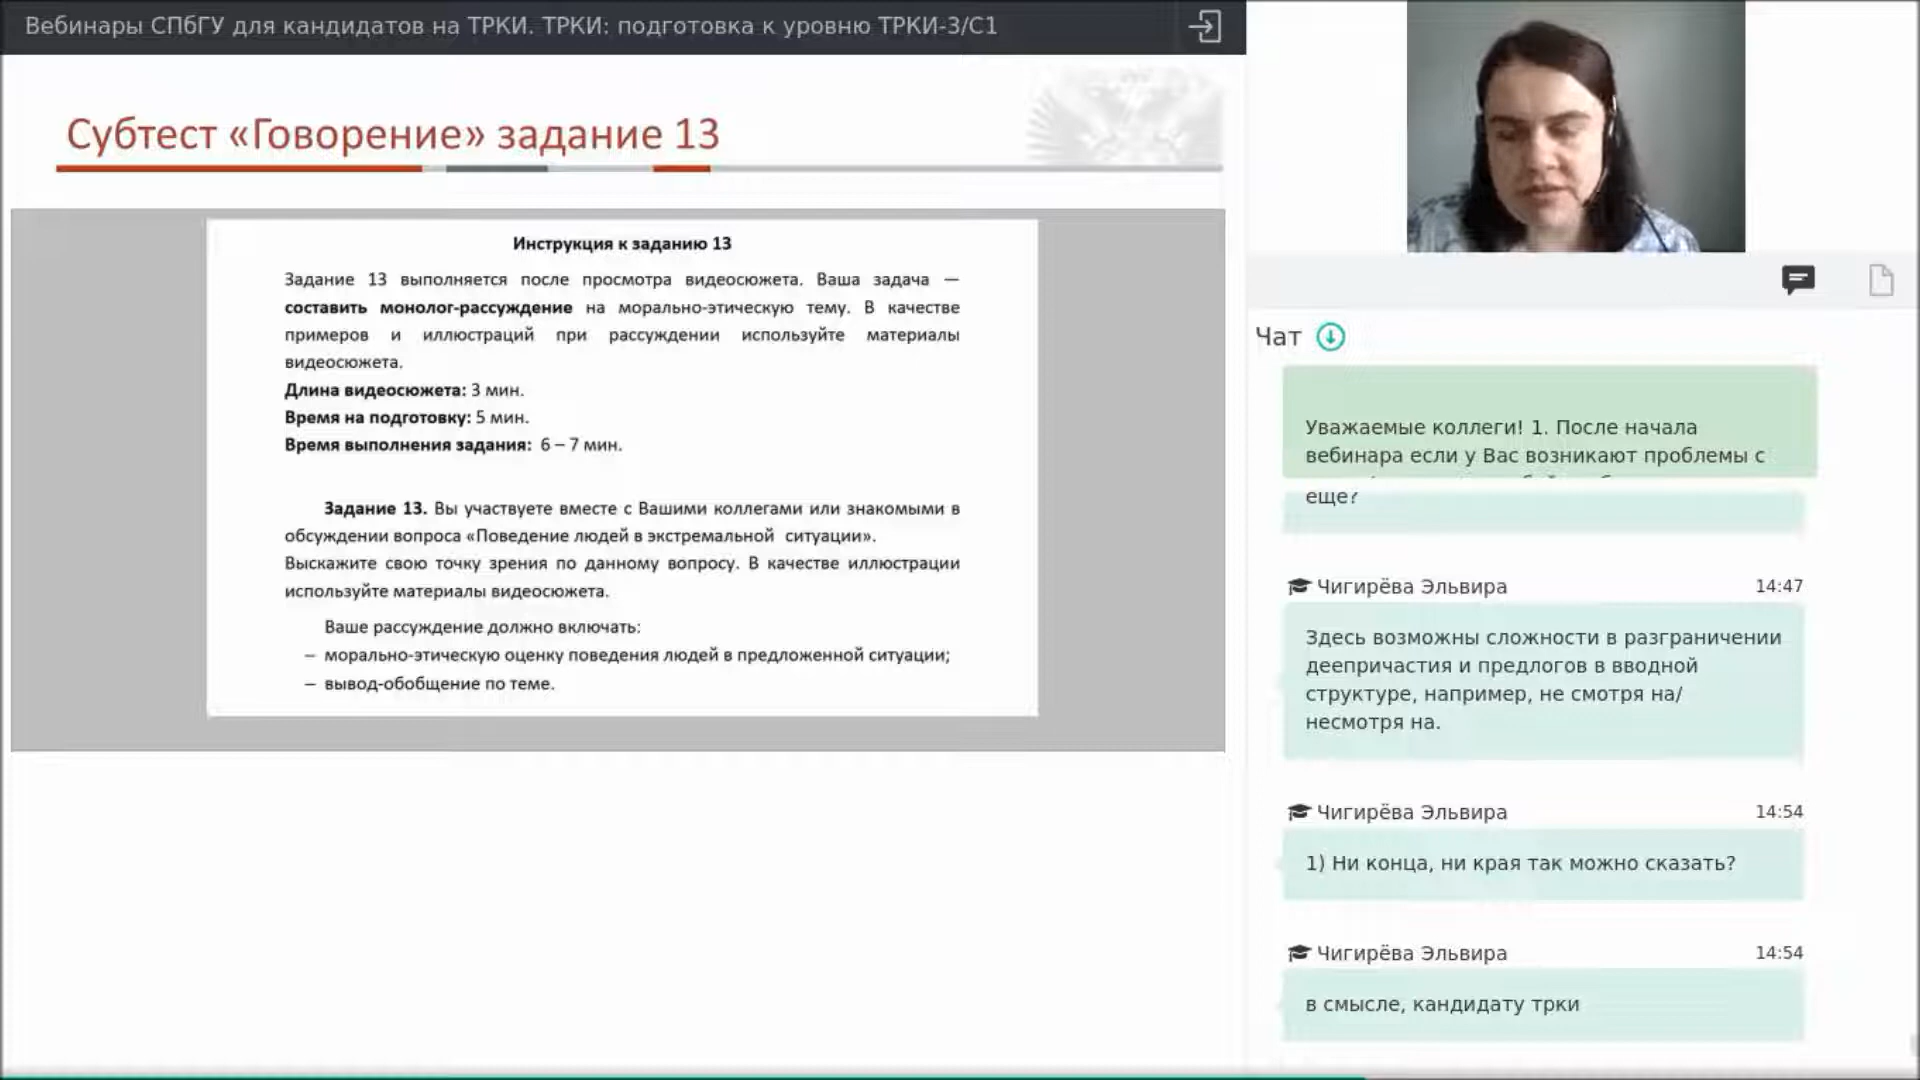 Вебинары СПбГУ для кандидатов на ТРКИ. ТРКИ: подготовка к уровню ТРКИ-3/С1
Субтест «Говорение» задание 13
Инструкция к заданию 13
Задание 13 выполняется после просмотра видеосюжета. Ваша задача —
составить монолог-рассуждение на морально-этическую тему. В качестве
примеров и иллюстраций при рассуждении используйте материалы
видеосюжета.
Длина видеосюжета: 3 мин.
Время на подготовку: 5 мин.
Время выполнения задания: 6 – 7 мин.
Задание 13. Вы участвуете вместе с Вашими коллегами или знакомыми в
обсуждении вопроса «Поведение людей в экстремальной ситуации».
Выскажите свою точку зрения по данному вопросу. В качестве иллюстрации
используйте материалы видеосюжета.
Ваше рассуждение должно включать:
– морально-этическую оценку поведения людей в предложенной ситуации;
– вывод-обобщение по теме.
Чат
Уважаемые коллеги! 1. После начала
вебинара если у Вас возникают проблемы с
еще?
Чигирёва Эльвира 14:47
Здесь возможны сложности в разграничении
деепричастия и предлогов в вводной
структуре, например, не смотря на/
несмотря на.
Чигирёва Эльвира 14:54
1) Ни конца, ни края так можно сказать?
Чигирёва Эльвира 14:54
в смысле, кандидату трки